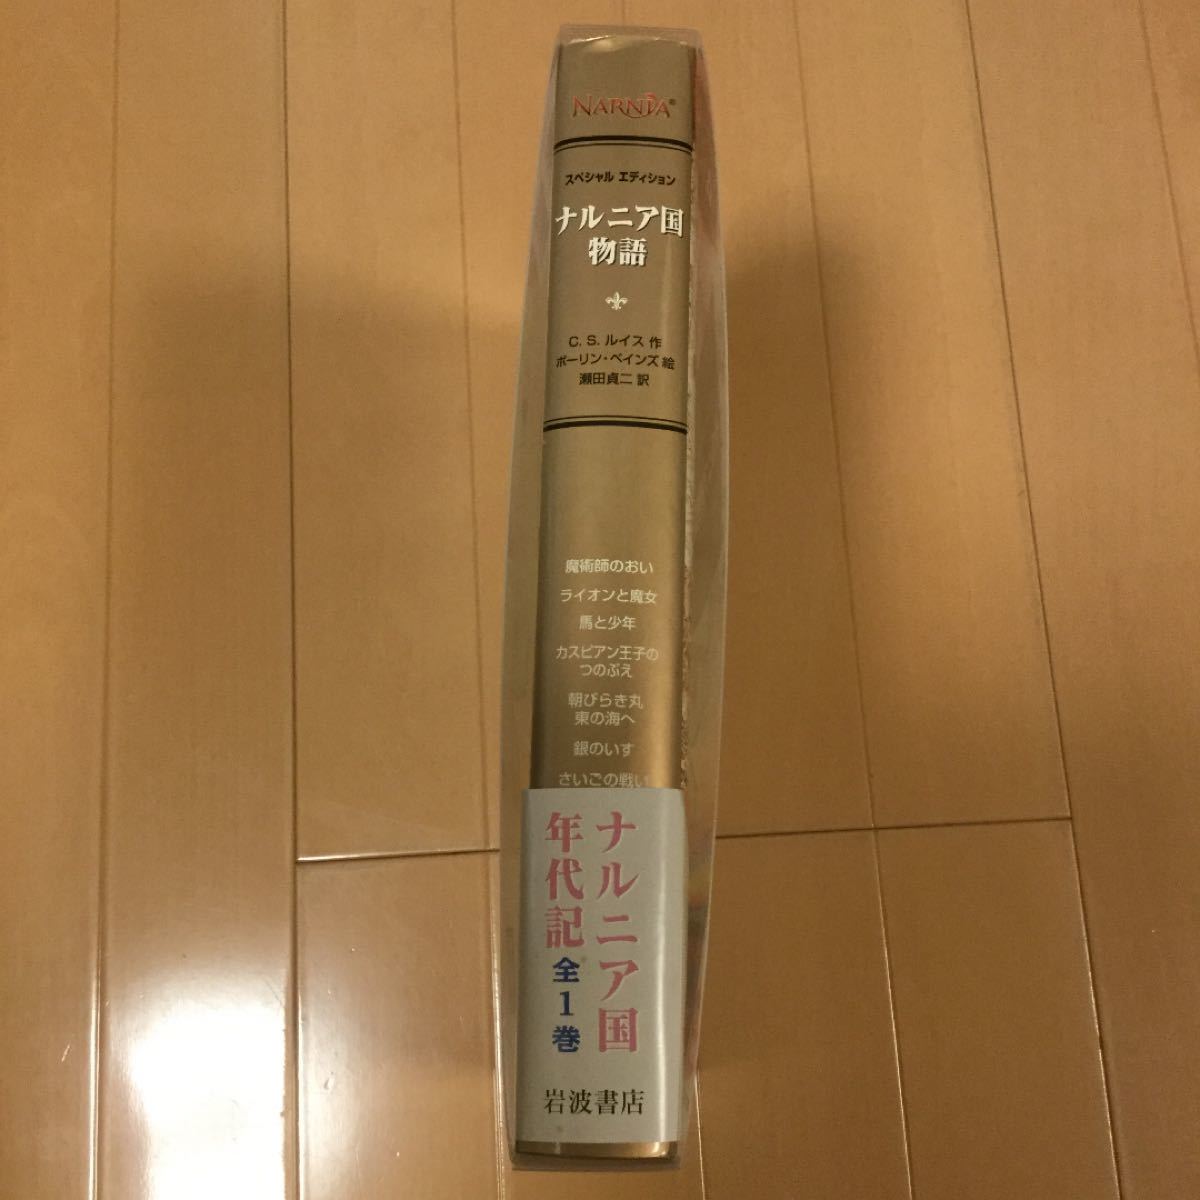 NARNIA®
スペシャル エディション
ナルニア国
物語
C. S. ルイス 作
ポーリン・ベインズ 絵
瀬田貞二 訳
魔術師のおい
ライオンと魔女
馬と少年
カスピアン王子の
つのぶえ
朝びらき丸
東の海へ
銀のいす
さいごの戦い
ナルニア国
年代記全1巻
岩波書店